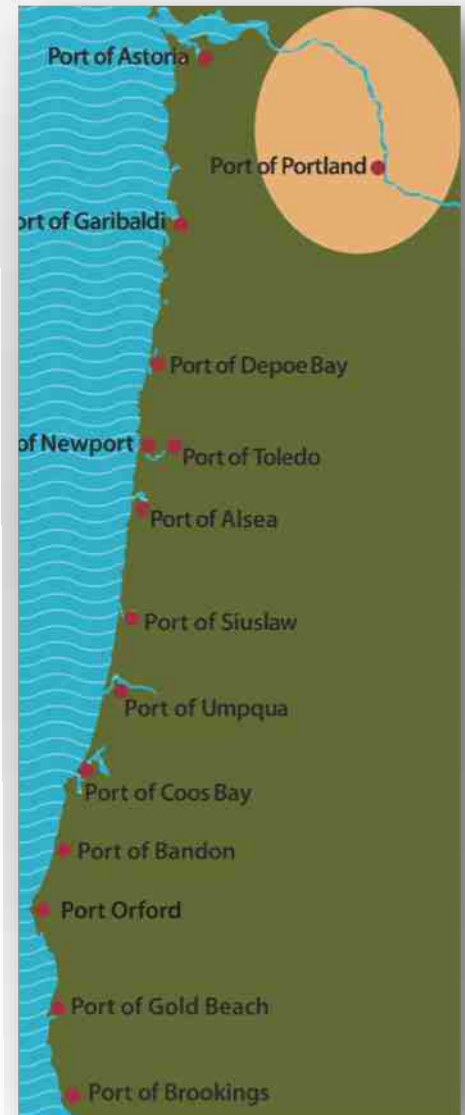 Port of Astoria
Port of Portland
ort of Garibaldi
Port of Depoe Bay
of Newport
Port of Toledo
Port of Alsea
Port of Siuslaw
Port of Umpqua
Port of Coos Bay
Port of Bandon
Port Orford
Port of Gold Beach
Port of Brookings